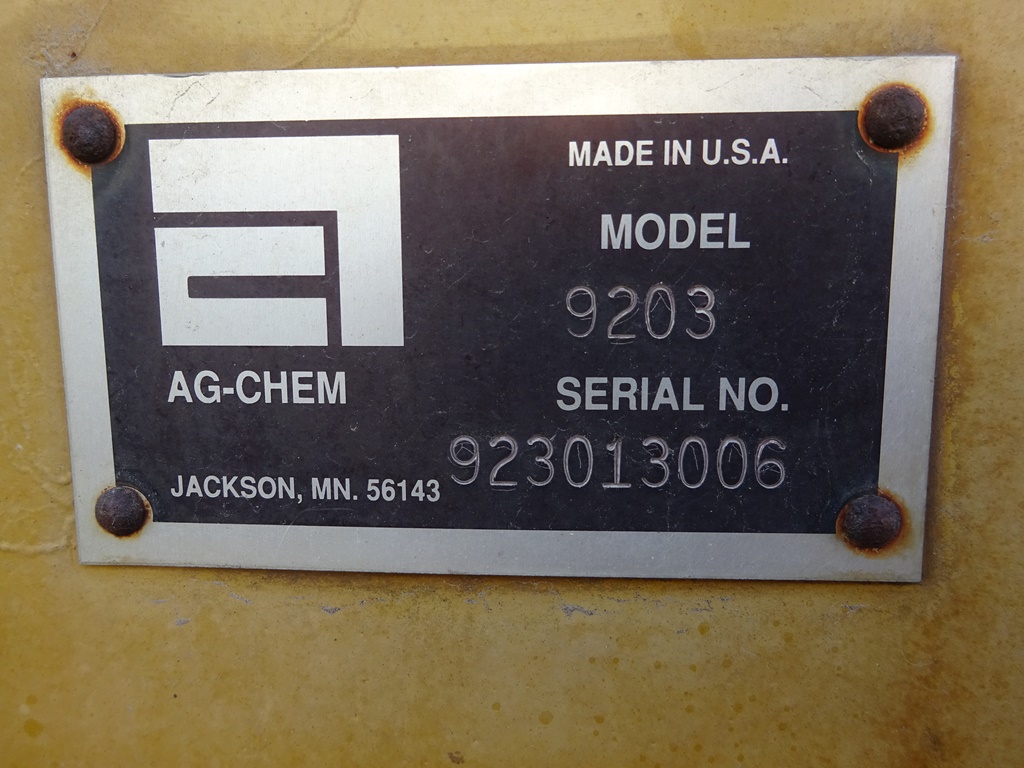 MADE IN U.S.A.
MODEL
9203
AG-CHEM
SERIAL NO.
JACKSON, MN. 56143
923013006